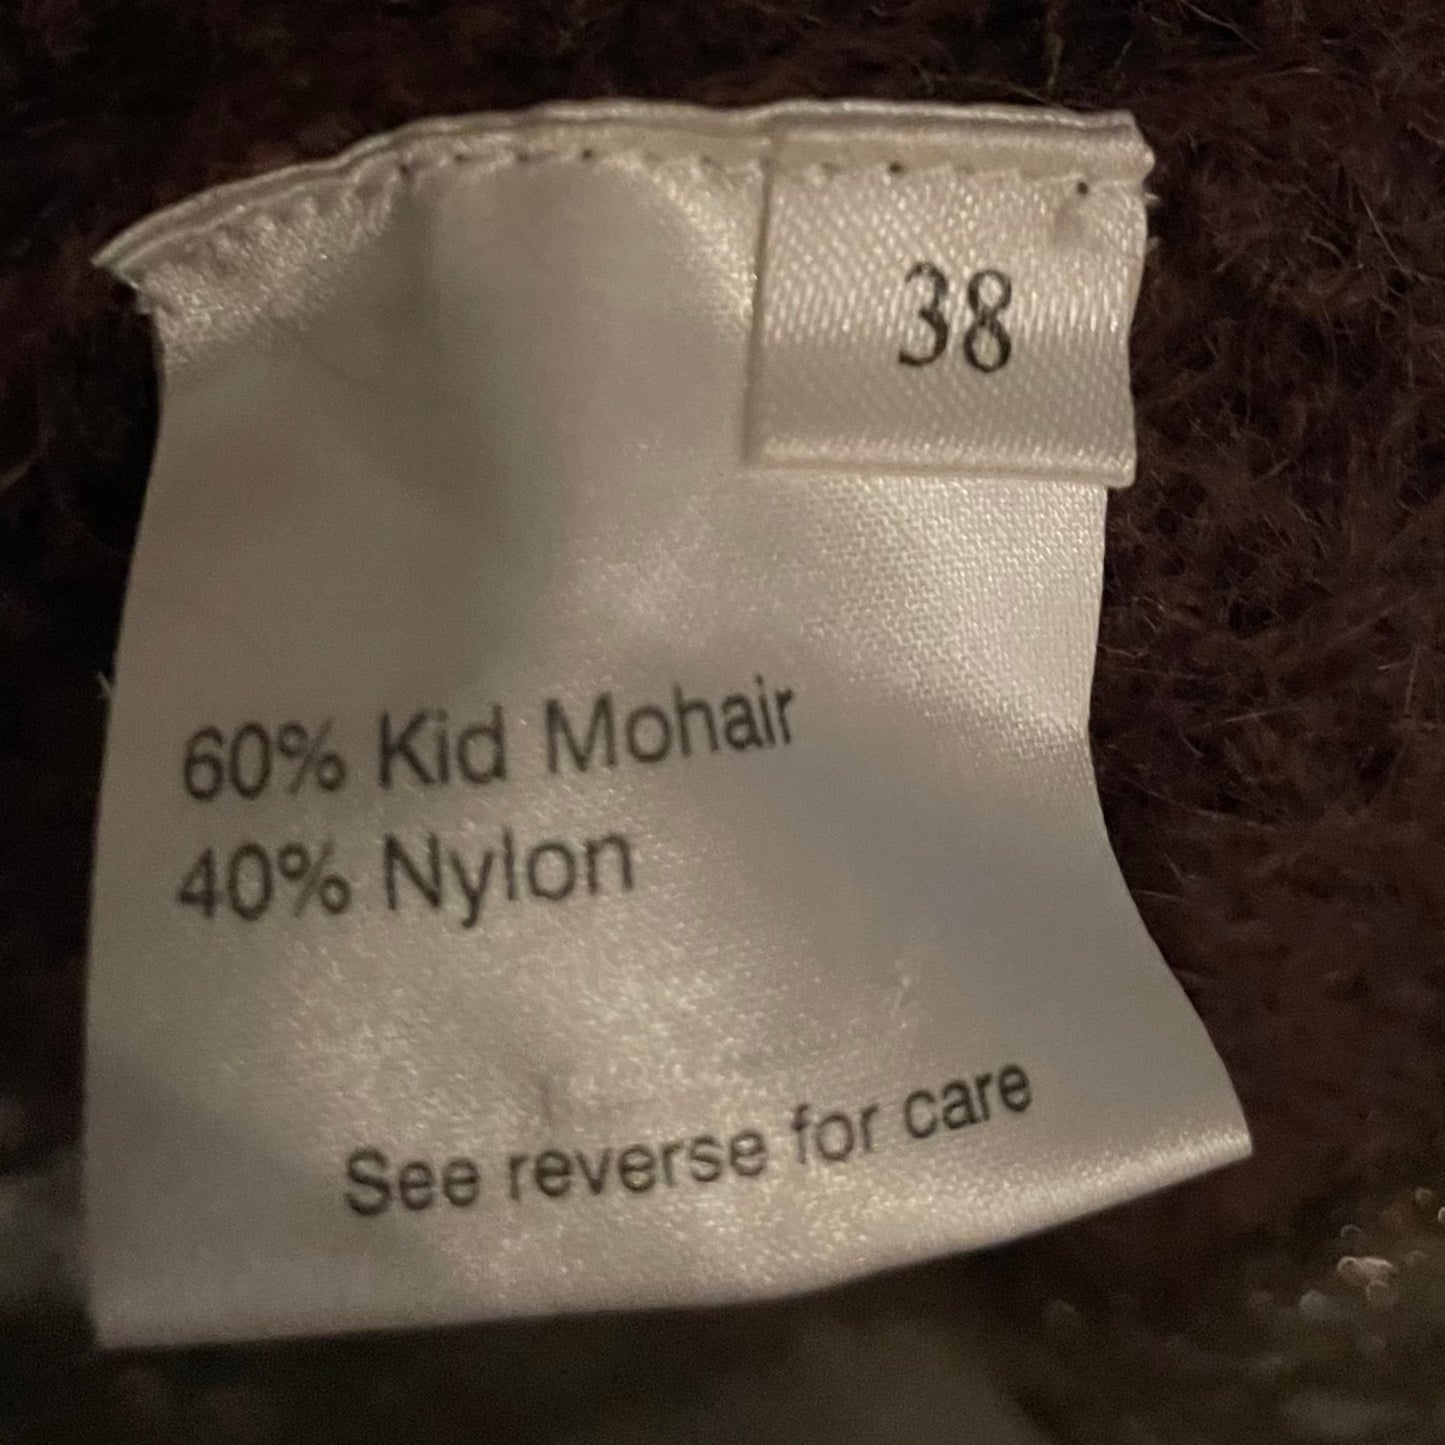 38
60% Kid Mohair
40% Nylon
See reverse for care